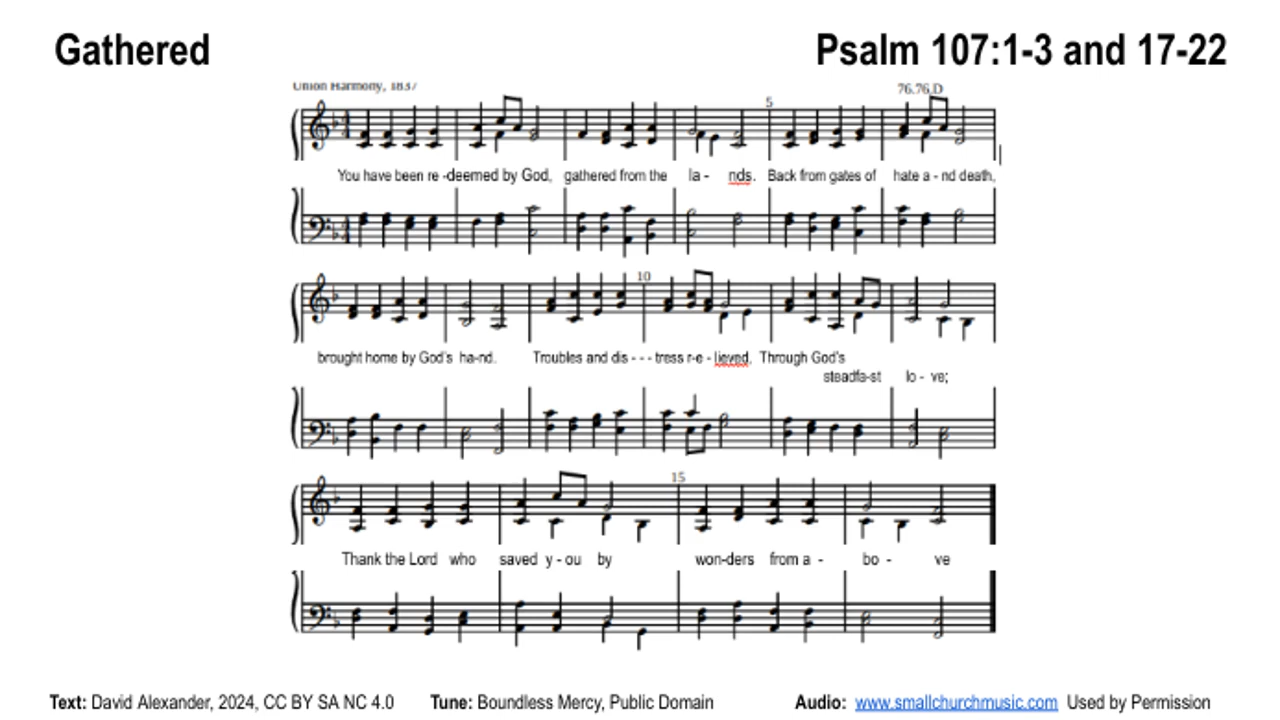 Gathered Psalm 107:1-3 and 17-22
Union Harmony, 1837 76.76.D
5
You have been re -deemed by God, gathered from the la - nds. Back from gates of hate a - nd death,
10
brought home by God's ha-nd. Troubles and dis - - - tress r-e - lieved, Through God's
steadfa-st lo - ve;
15
Thank the Lord who saved y - ou by won-ders from a - bo - ve
Text: David Alexander, 2024, CC BY SA NC 4.0 Tune: Boundless Mercy, Public Domain Audio: www.smallchurchmusic.com Used by Permission